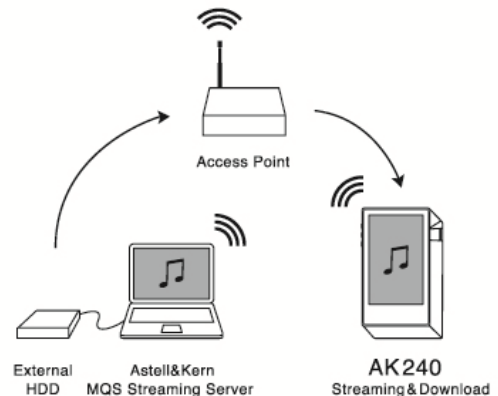 Access Point
External
HDD
Astell&Kern
MQS Streaming Server
AK240
Streaming & Download